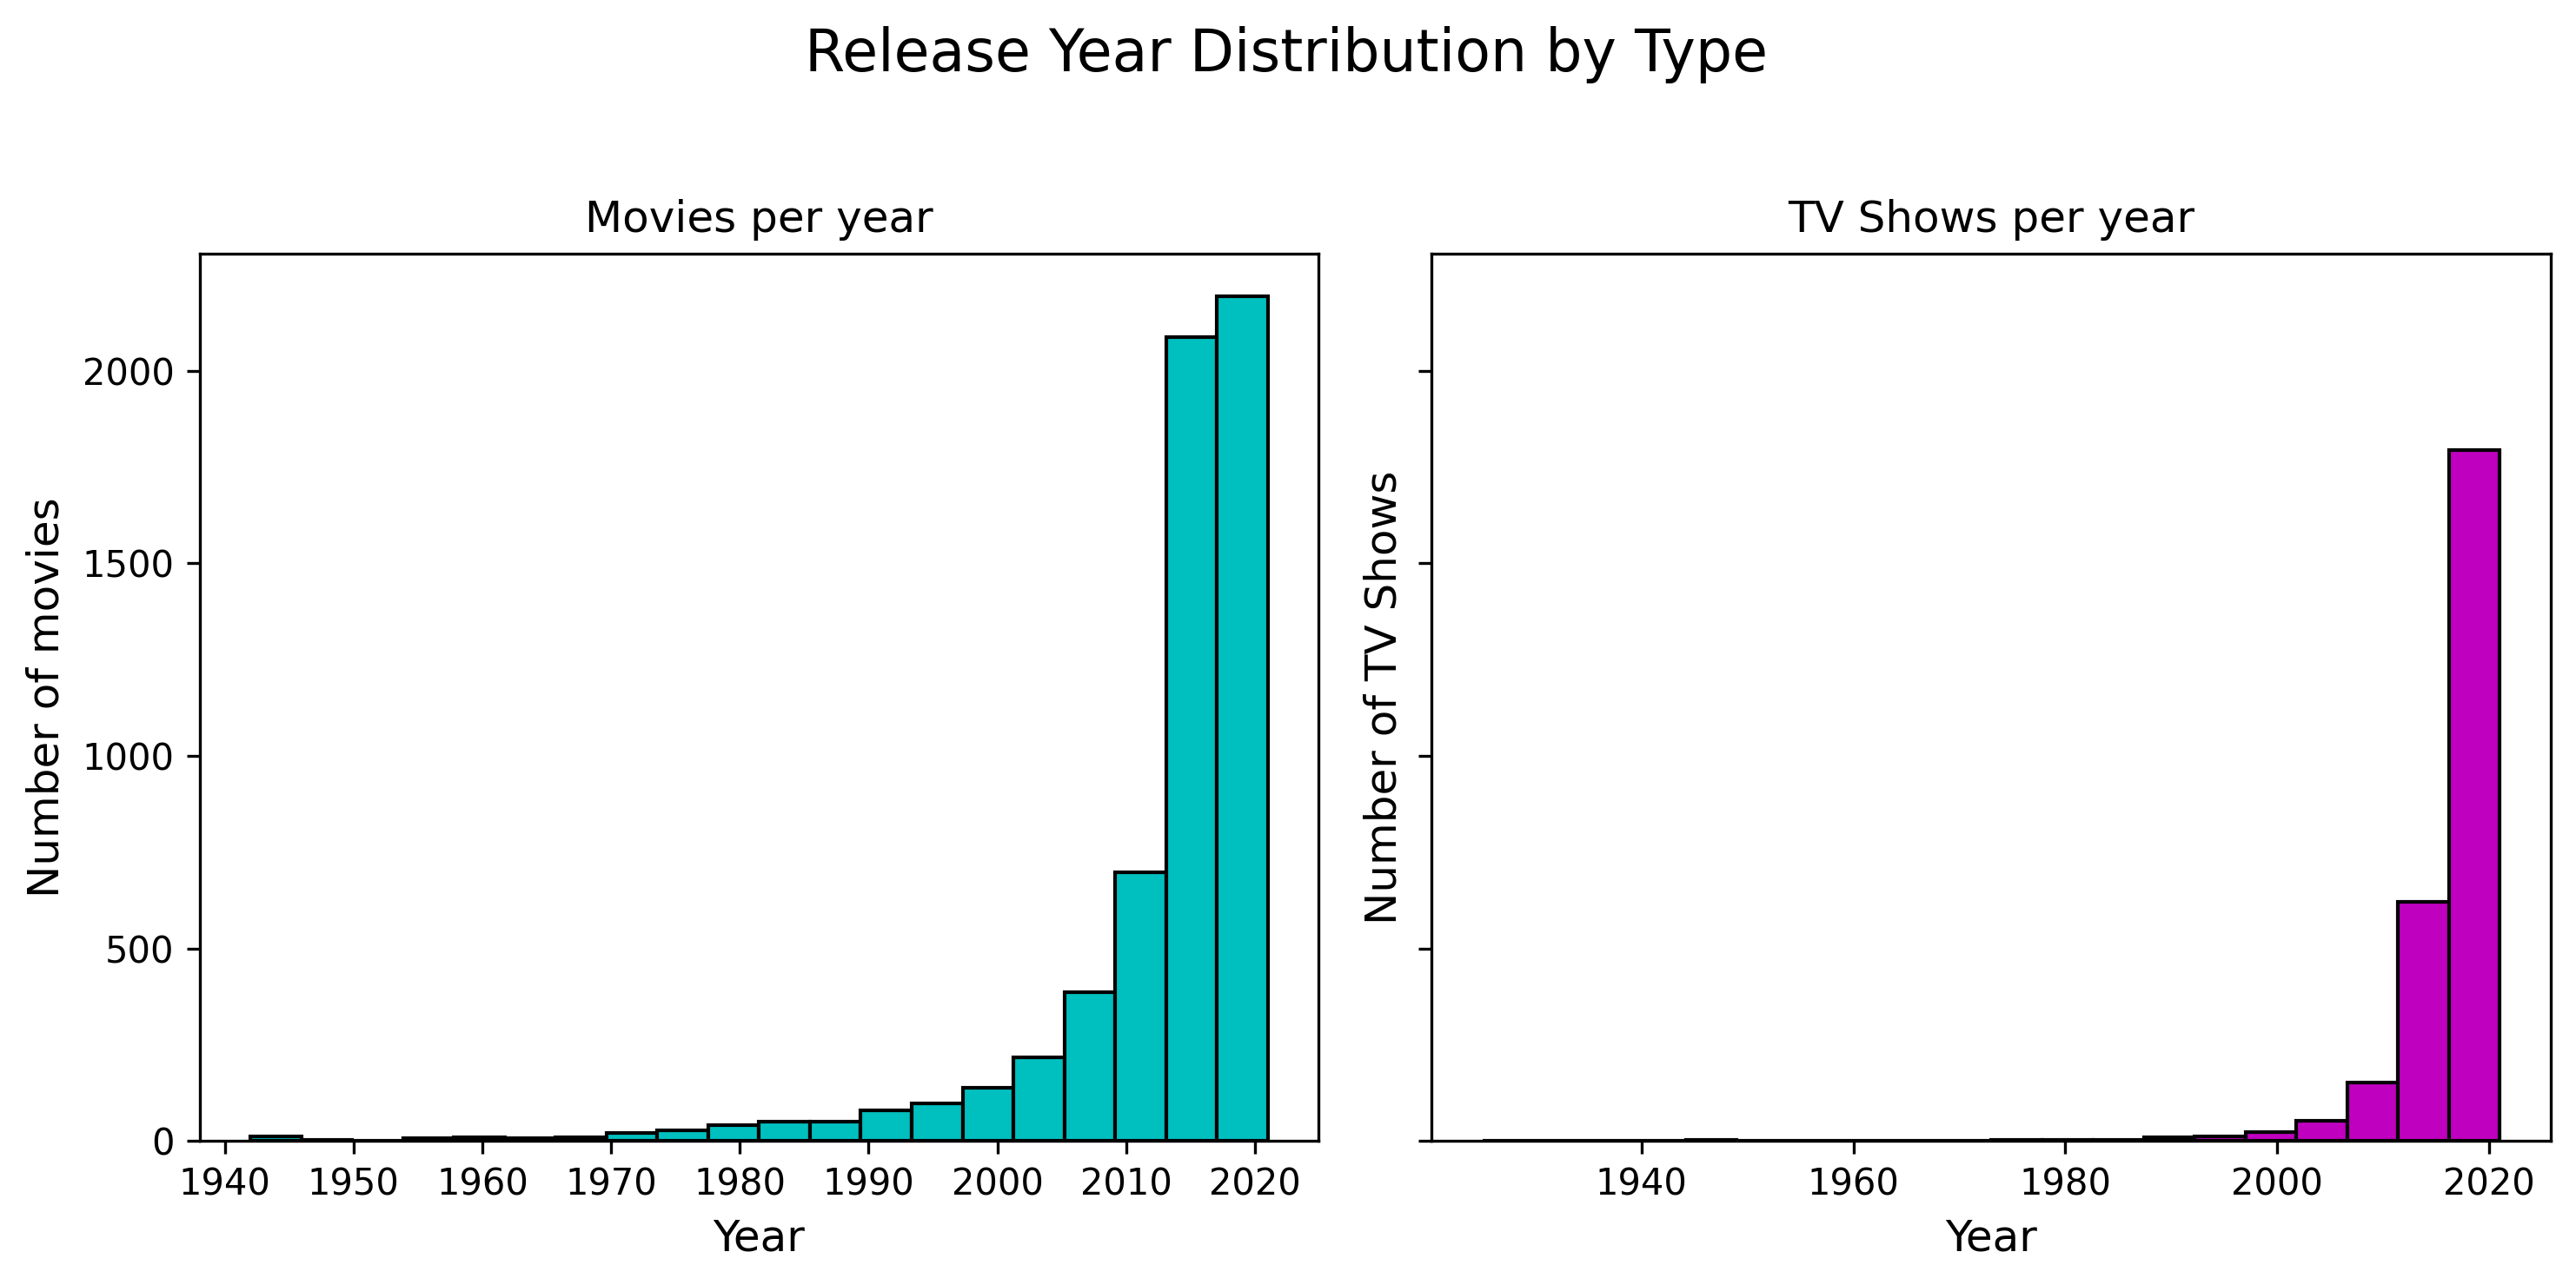 Release Year Distribution by Type
Movies per year
Number of movies
2000
1500
1000
500
0
1940 1950 1960 1970 1980 1990 2000 2010 2020
Year
TV Shows per year
Number of TV Shows
1940 1960 1980 2000 2020
Year